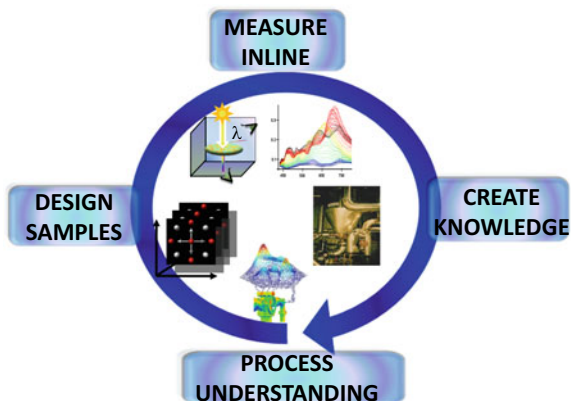 MEASURE
INLINE
λ
DESIGN
SAMPLES
CREATE
KNOWLEDGE
PROCESS
UNDERSTANDING